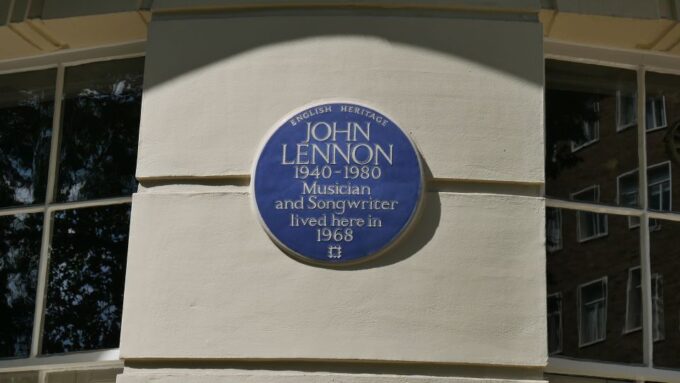 ENGLISH HERITAGE
JOHN
LENNON
1940-1980
Musician
and Songwriter
lived here in
1968